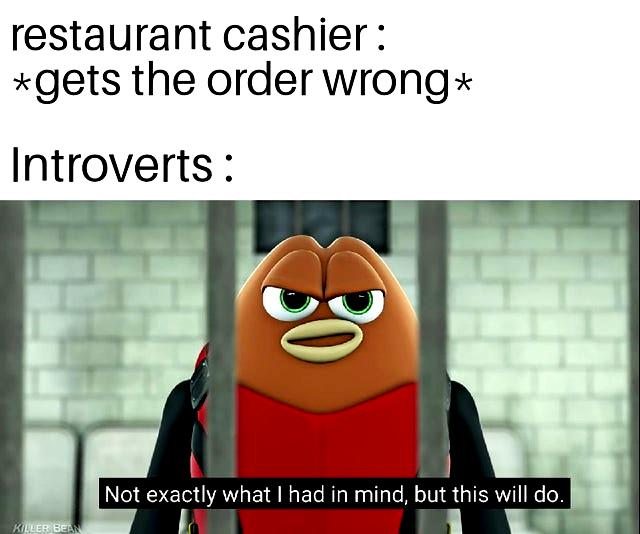 restaurant cashier :
*gets the order wrong*
Introverts :
Not exactly what I had in mind, but this will do.
KILLER BEAN